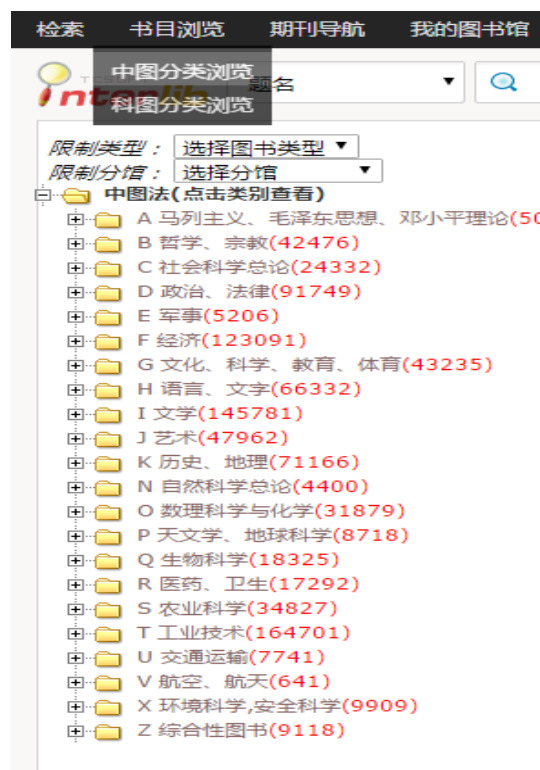 检索 书目浏览 期刊导航 我的图书馆
中图分类浏览
题名
科图分类浏览
限制类型： 选择图书类型
限制分馆： 选择分馆
中图法(点击类别查看)
A 马列主义、毛泽东思想、邓小平理论(50
B 哲学、宗教(42476)
C 社会科学总论(24332)
D 政治、法律(91749)
E 军事(5206)
F 经济(123091)
G 文化、科学、教育、体育(43235)
H 语言、文字(66332)
I 文学(145781)
J 艺术(47962)
K 历史、地理(71166)
N 自然科学总论(4400)
O 数理科学与化学(31879)
P 天文学、地球科学(8718)
Q 生物科学(18325)
R 医药、卫生(17292)
S 农业科学(34827)
T 工业技术(164701)
U 交通运输(7741)
V 航空、航天(641)
X 环境科学,安全科学(9909)
Z 综合性图书(9118)